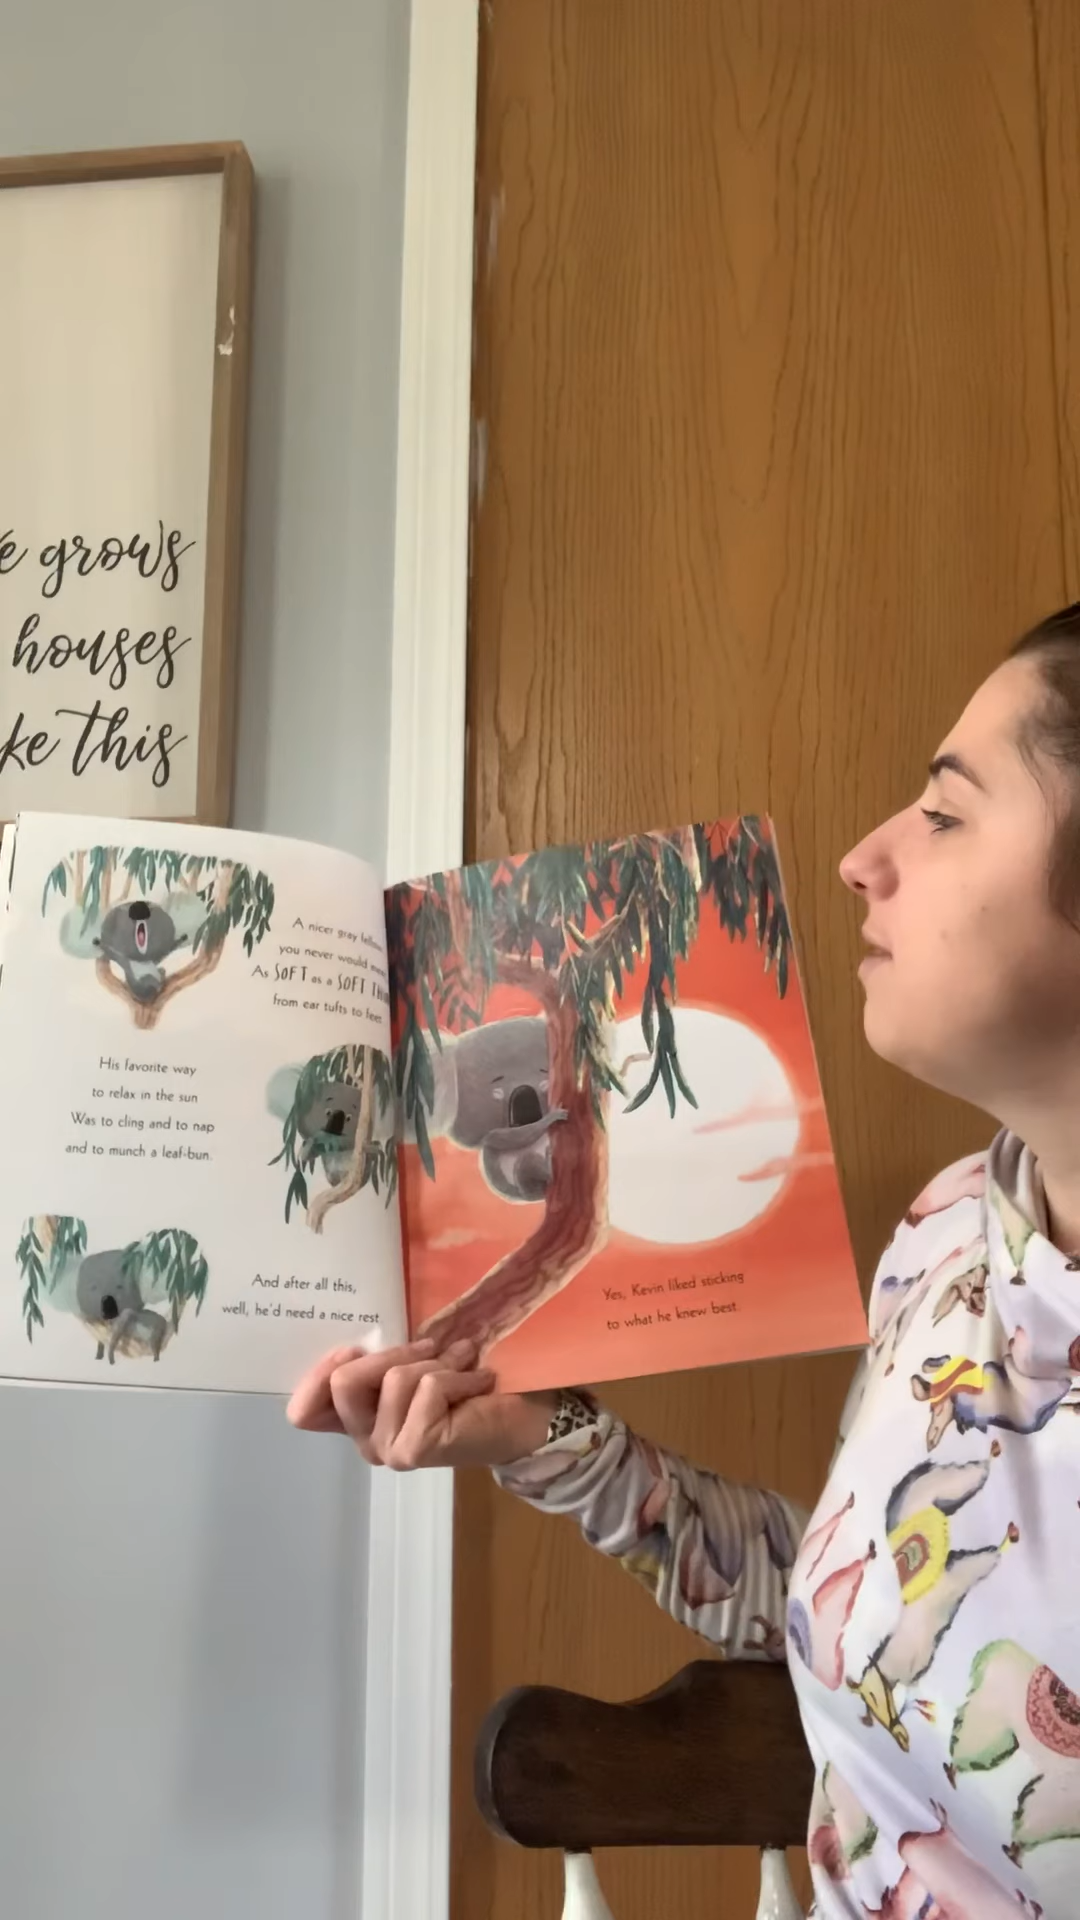 grows
houses
this
A nicer gray fellow
you never would
As SOFT as a SOFT
from ear tufts to feet
His favorite way
to relax in the sun
Was to cling and to nap
and to munch a leaf-bun.
And after all this,
well, he'd need a nice rest.
Yes, Kevin liked sticking
to what he knew best.